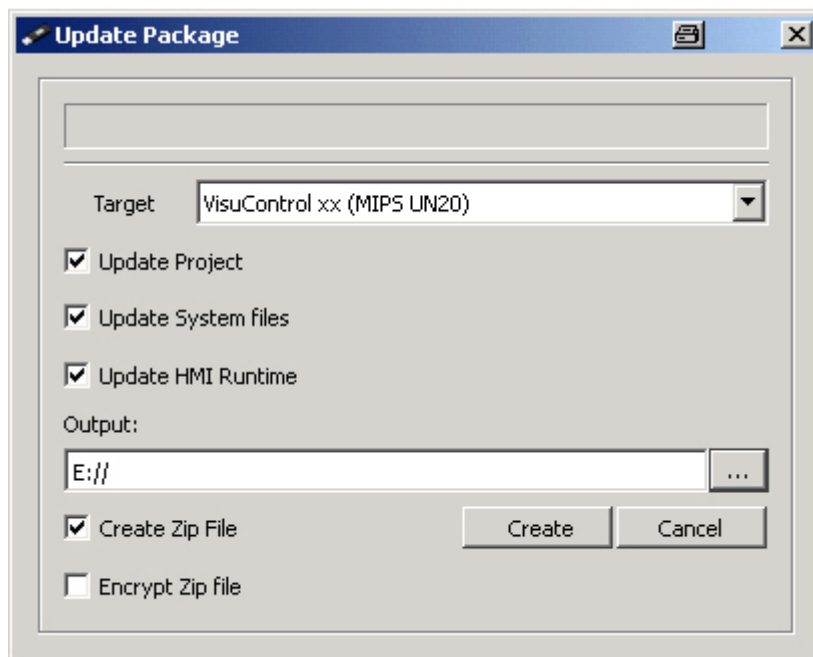 Update Package
Target VisuControl xx (MIPS UN20)
Update Project
Update System files
Update HMI Runtime
Output:
E://
...
Create Zip File Create Cancel
Encrypt Zip file